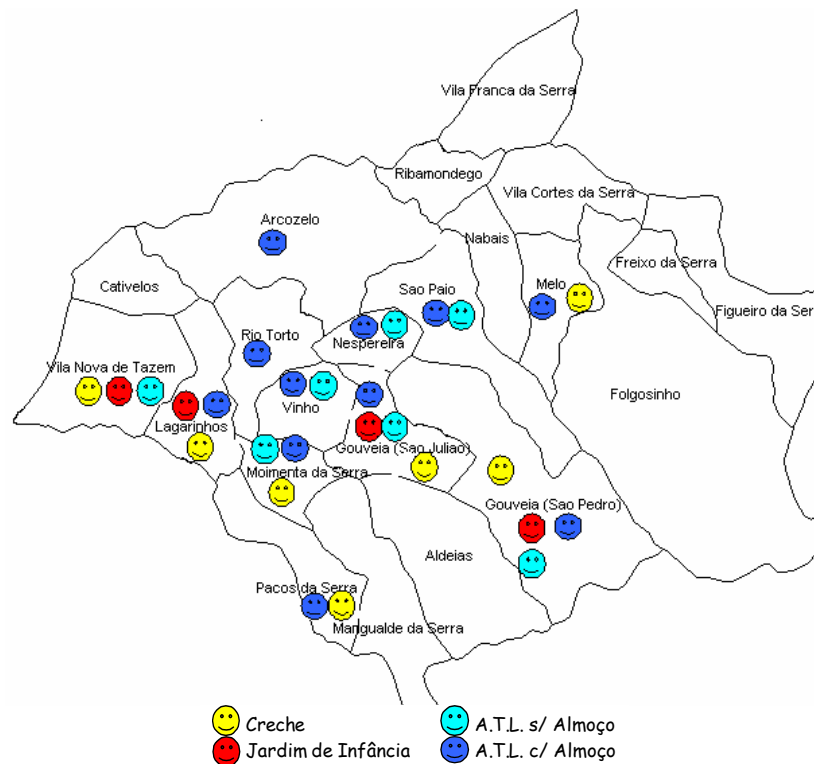 Vila Franca da Serra
Ribamondego
Vila Cortes da Serra
Arcozelo
Nabais
Freixo da Serra
Cativelos
Sao Paio
Melo
Figueiro da Ser
Rio Torto
Nespereira
Vila Nova de Tazem
Folgosinho
Vinho
Lagarinhos
Gouveia (Sao Juliao)
Moimenta da Serra
Gouveia (Sao Pedro)
Aldeias
Pacos da Serra
Mangualde da Serra
Creche
A.T.L. s/ Almoço
Jardim de Infância
A.T.L. c/ Almoço